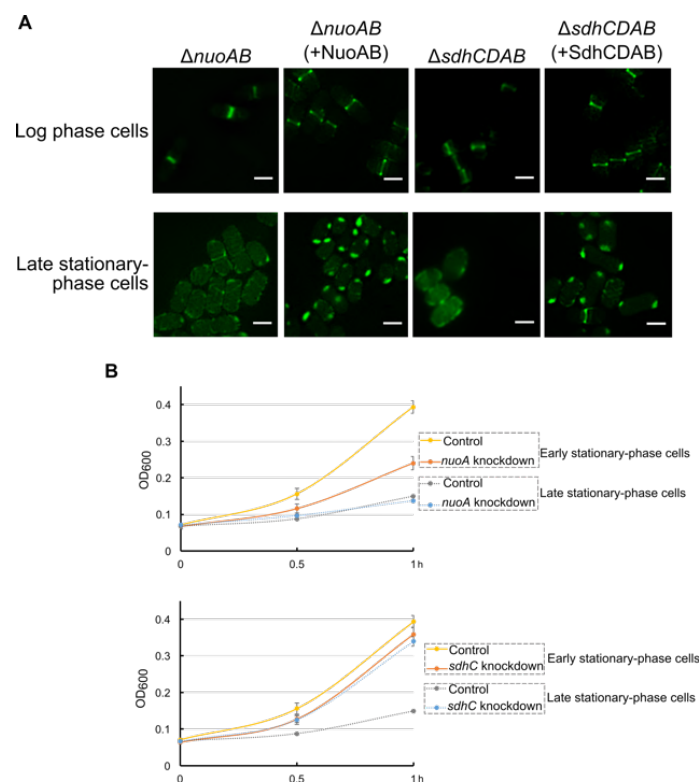 A
ΔnuoAB
ΔnuoAB
(+NuoAB)
ΔsdhCDAB
ΔsdhCDAB
(+SdhCDAB)
Log phase cells
Late stationary-
phase cells
B
0.4
0.3
0.2
0.1
0
OD600
0
0.5
1h
Control
nuoA knockdown
Early stationary-phase cells
Control
nuoA knockdown
Late stationary-phase cells
0.4
0.3
0.2
0.1
0
OD600
0
0.5
1h
Control
sdhC knockdown
Early stationary-phase cells
Control
sdhC knockdown
Late stationary-phase cells